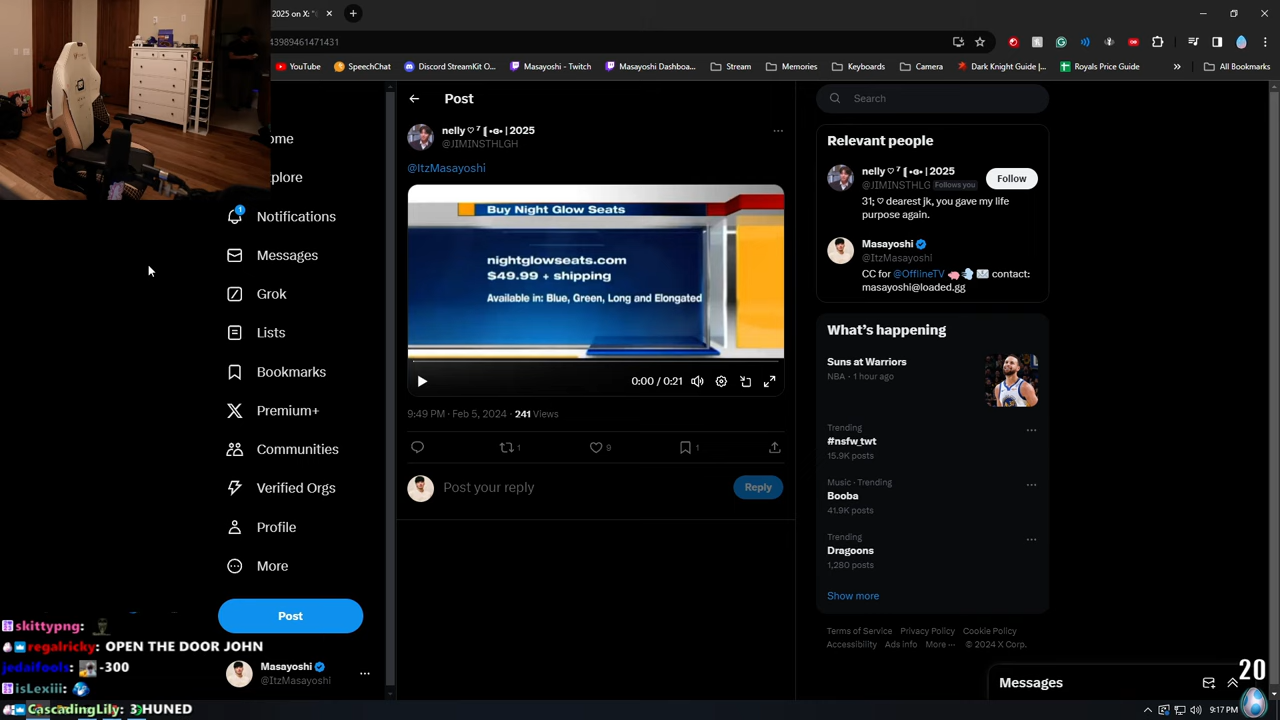 2025 on X: "
43989461471431
YouTube
SpeechChat
Discord StreamKit O...
Masayoshi - Twitch
Masayoshi Dashboa...
Stream
Memories
Keyboards
Camera
Dark Knight Guide |...
Royals Price Guide
»
All Bookmarks
ome
plore
Notifications
1
Messages
Grok
Lists
Bookmarks
Premium+
Communities
Verified Orgs
Profile
More
Post
Masayoshi
@ItzMasayoshi
Post
nelly ♡ ⁷ ⁅ •ɞ• | 2025
@JIMINSTHLGH
@ItzMasayoshi
Buy Night Glow Seats
nightglowseats.com
$49.99 + shipping
Available in: Blue, Green, Long and Elongated
0:00 / 0:21
9:49 PM · Feb 5, 2024 · 241 Views
1
9
1
Post your reply
Reply
Search
Relevant people
nelly ♡ ⁷ ⁅ •ɞ• | 2025
@JIMINSTHLG Follows you
Follow
31; ♡ dearest jk, you gave my life
purpose again.
Masayoshi
@ItzMasayoshi
CC for @OfflineTV 🐷💨 ✉️ contact:
masayoshi@loaded.gg
What's happening
Suns at Warriors
NBA · 1 hour ago
Trending
#nsfw_twt
15.9K posts
Music · Trending
Booba
41.9K posts
Trending
Dragoons
1,280 posts
Show more
Terms of Service Privacy Policy Cookie Policy
Accessibility Ads info More ··· © 2024 X Corp.
Messages
20
skittypng:
regalricky: OPEN THE DOOR JOHN
jedaifools: -300
isLexiii:
CascadingLily: 3 HUNED
9:17 PM